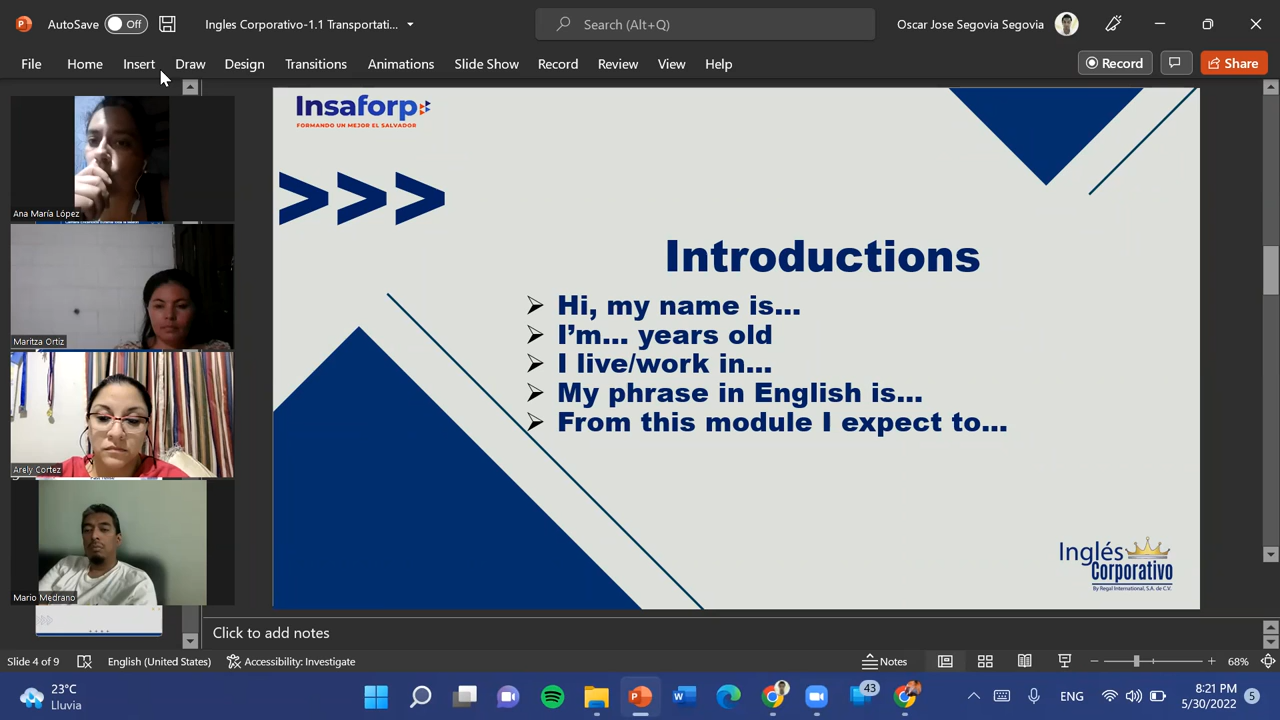 AutoSave
Off
Ingles Corporativo-1.1 Transportati...
Search (Alt+Q)
Oscar Jose Segovia Segovia
File
Home
Insert
Draw
Design
Transitions
Animations
Slide Show
Record
Review
View
Help
Record
Share
Ana María López
Maritza Ortiz
Arely Cortez
Mario Medrano
Insaforp
FORMANDO UN MEJOR EL SALVADOR
>>>
Introductions
Hi, my name is...
I’m... years old
I live/work in...
My phrase in English is...
From this module I expect to...
Inglés
Corporativo
By Regal International, S.A. de C.V.
Click to add notes
Slide 4 of 9
English (United States)
Accessibility: Investigate
Notes
68%
23°C
Lluvia
43
ENG
8:21 PM
5/30/2022
5